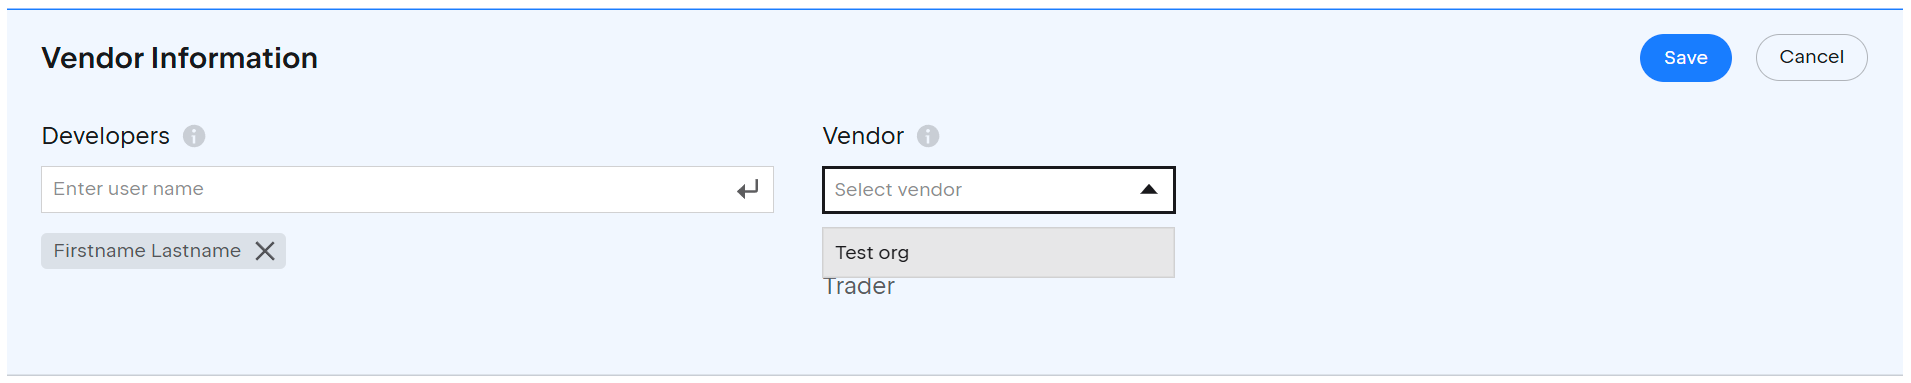 Vendor Information
Save
Cancel
Developers
Vendor
Enter user name
Select vendor
Firstname Lastname
Test org
Trader